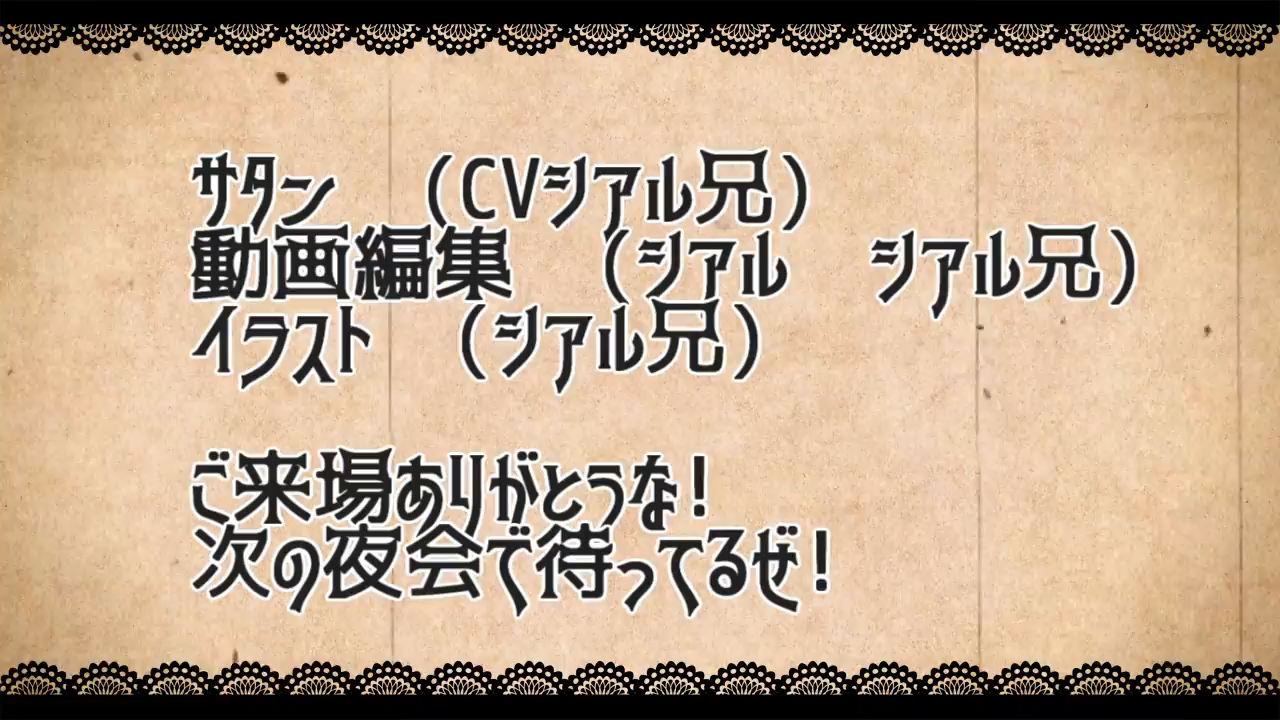 サタン　（CVシアル兄）
動画編集　（シアル　シアル兄）
イラスト　（シアル兄）
ご来場ありがとうな！
次の夜会で待ってるぜ！